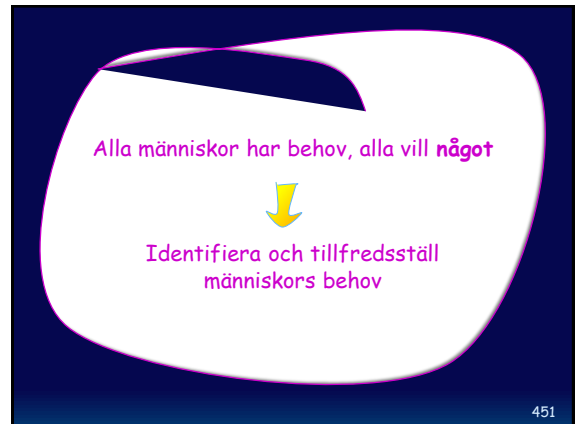 Alla människor har behov, alla vill något
Identifiera och tillfredsställ
människors behov
451